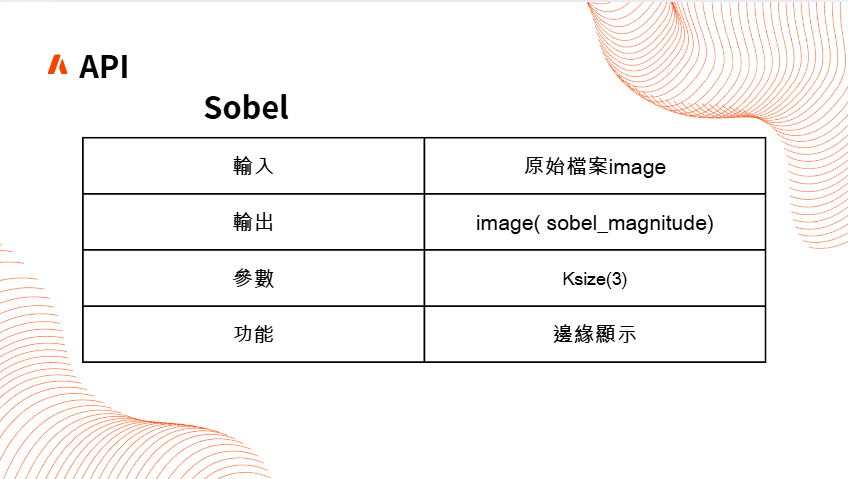 API
Sobel
輸入 原始檔案image
輸出 image( sobel_magnitude)
參數 Ksize(3)
功能 邊緣顯示